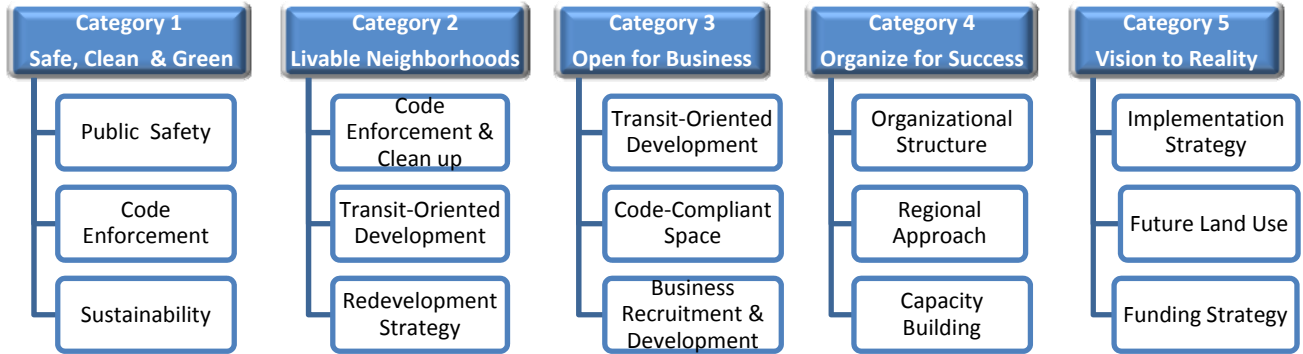 Category 1
Safe, Clean & Green
Public Safety
Code
Enforcement
Sustainability
Category 2
Livable Neighborhoods
Code
Enforcement &
Clean up
Transit-Oriented
Development
Redevelopment
Strategy
Category 3
Open for Business
Transit-Oriented
Development
Code-Compliant
Space
Business
Recruitment &
Development
Category 4
Organize for Success
Organizational
Structure
Regional
Approach
Capacity
Building
Category 5
Vision to Reality
Implementation
Strategy
Future Land Use
Funding Strategy